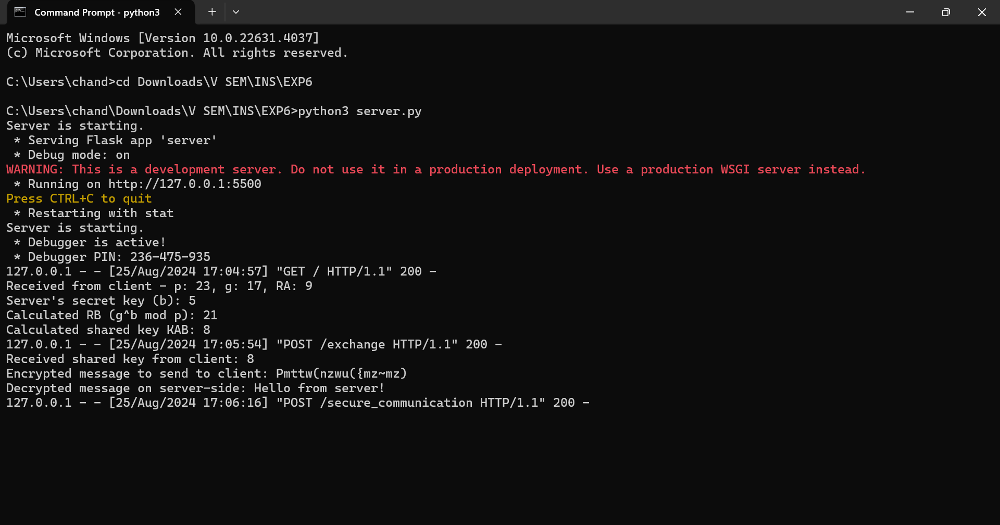 Command Prompt - python3
Microsoft Windows [Version 10.0.22631.4037]
(c) Microsoft Corporation. All rights reserved.
C:\Users\chand>cd Downloads\V SEM\INS\EXP6
C:\Users\chand\Downloads\V SEM\INS\EXP6>python3 server.py
Server is starting.
 * Serving Flask app 'server'
 * Debug mode: on
WARNING: This is a development server. Do not use it in a production deployment. Use a production WSGI server instead.
 * Running on http://127.0.0.1:5500
Press CTRL+C to quit
 * Restarting with stat
Server is starting.
 * Debugger is active!
 * Debugger PIN: 236-475-935
127.0.0.1 - - [25/Aug/2024 17:04:57] "GET / HTTP/1.1" 200 -
Received from client - p: 23, g: 17, RA: 9
Server's secret key (b): 5
Calculated RB (g^b mod p): 21
Calculated shared key KAB: 8
127.0.0.1 - - [25/Aug/2024 17:05:54] "POST /exchange HTTP/1.1" 200 -
Received shared key from client: 8
Encrypted message to send to client: Pmttw(nzwu({mz~mz)
Decrypted message on server-side: Hello from server!
127.0.0.1 - - [25/Aug/2024 17:06:16] "POST /secure_communication HTTP/1.1" 200 -